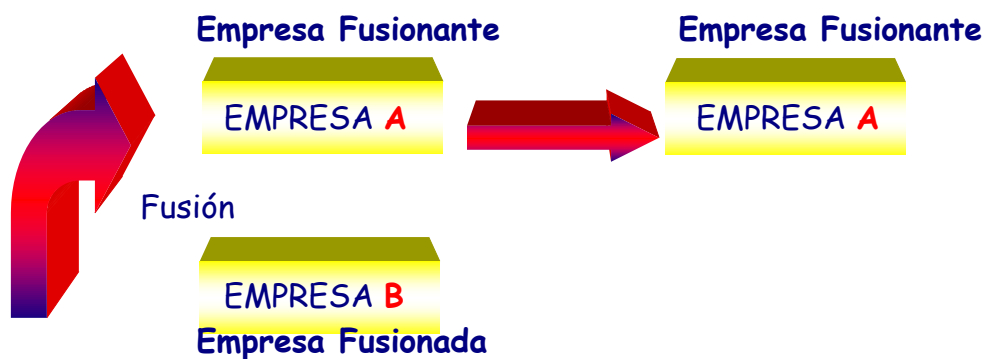 Empresa Fusionante
EMPRESA A
Empresa Fusionante
EMPRESA A
Fusión
EMPRESA B
Empresa Fusionada